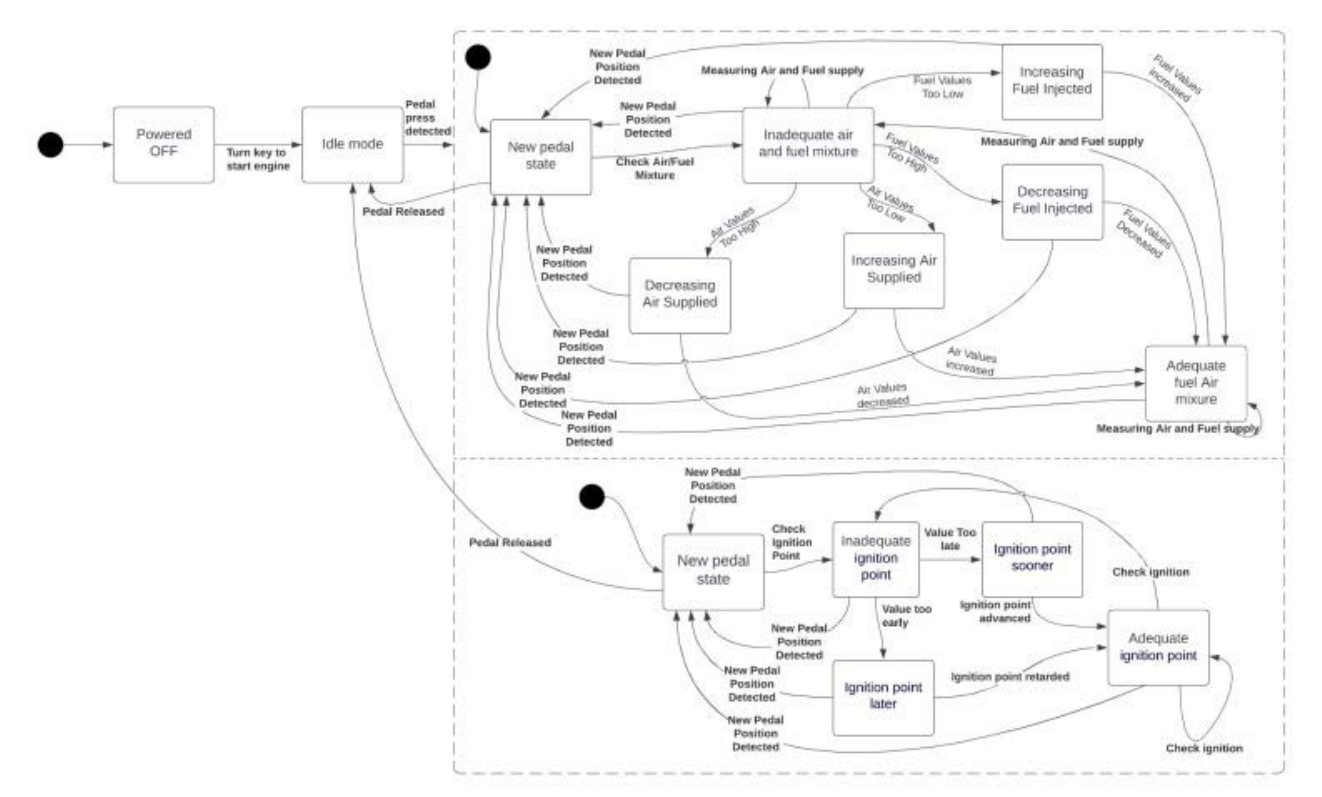 Powered
OFF
Turn key to
start engine
Idle mode
Pedal
press
detected
Pedal Released
New pedal
state
New Pedal
Position
Detected
Measuring Air and Fuel supply
New Pedal
Position
Detected
Check Air/Fuel
Mixture
Inadequate air
and fuel mixture
Fuel Values
Too Low
Increasing
Fuel Injected
Fuel Values
increased
Measuring Air and Fuel supply
Fuel Values
Too High
Decreasing
Fuel Injected
Fuel Values
Decreased
Air Values
Too High
Air Values
Too Low
New Pedal
Position
Detected
Decreasing
Air Supplied
Increasing Air
Supplied
New Pedal
Position
Detected
Air Values
increased
Adequate
fuel Air
mixture
New Pedal
Position
Detected
Air Values
decreased
New Pedal
Position
Detected
Measuring Air and Fuel supply
New Pedal
Position
Detected
Pedal Released
New pedal
state
Check
Ignition
Point
Inadequate
ignition
point
Value Too
late
Ignition point
sooner
Check ignition
Ignition point
advanced
Value too
early
New Pedal
Position
Detected
Adequate
ignition point
New Pedal
Position
Detected
Ignition point
later
Ignition point retarded
New Pedal
Position
Detected
Check ignition